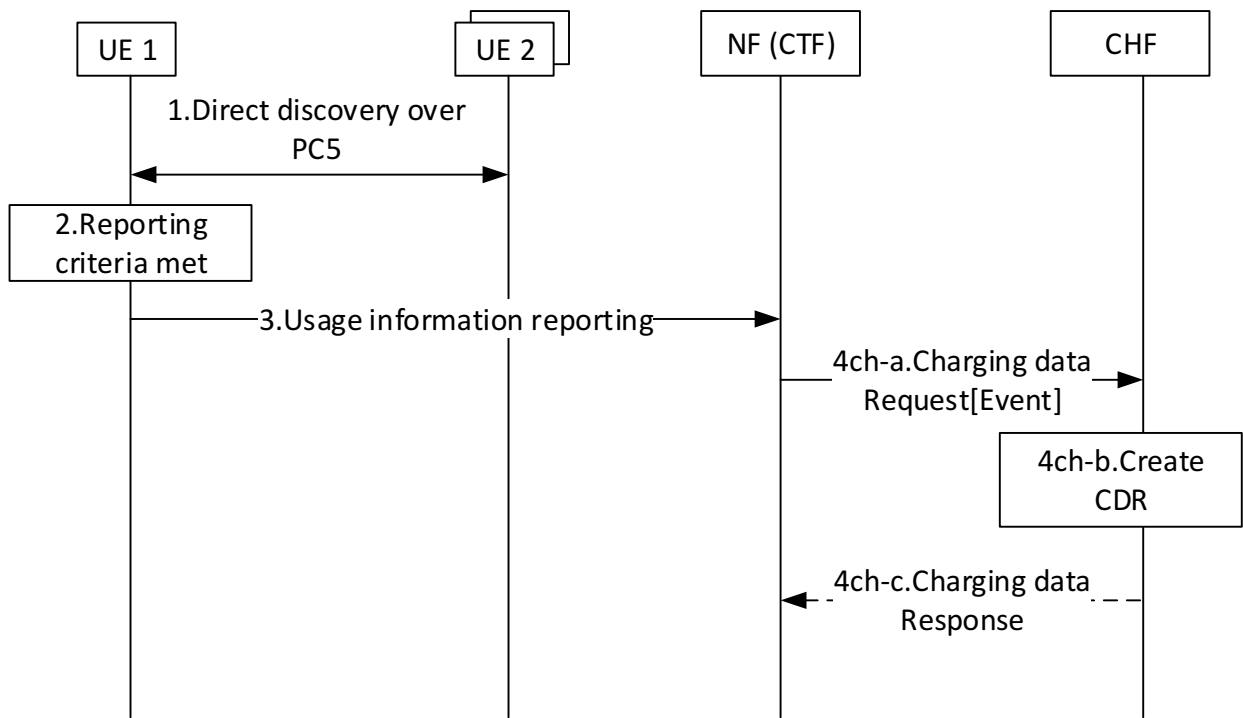 UE 1
UE 2
NF (CTF)
CHF
1.Direct discovery over
PC5
2.Reporting
criteria met
3.Usage information reporting
4ch-a.Charging data
Request[Event]
4ch-b.Create
CDR
4ch-c.Charging data
Response